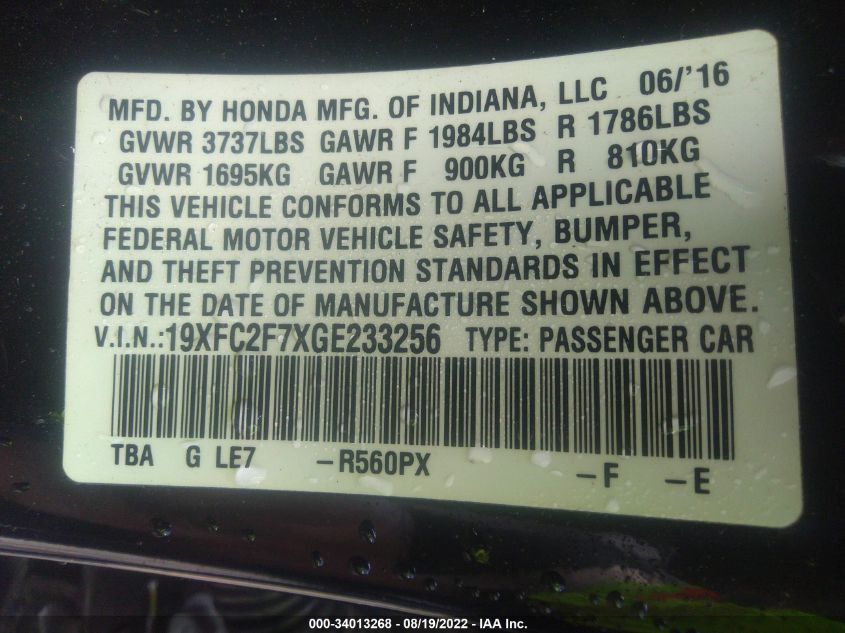 MFD. BY HONDA MFG. OF INDIANA, LLC 06/'16
GVWR 3737LBS GAWR F 1984LBS R 1786LBS
GVWR 1695KG GAWR F 900KG R 810KG
THIS VEHICLE CONFORMS TO ALL APPLICABLE
FEDERAL MOTOR VEHICLE SAFETY, BUMPER,
AND THEFT PREVENTION STANDARDS IN EFFECT
ON THE DATE OF MANUFACTURE SHOWN ABOVE.
V.I.N.:19XFC2F7XGE233256 TYPE: PASSENGER CAR
TBA G LE7 –R560PX –F –E
000-34013268 - 08/19/2022 - IAA Inc.